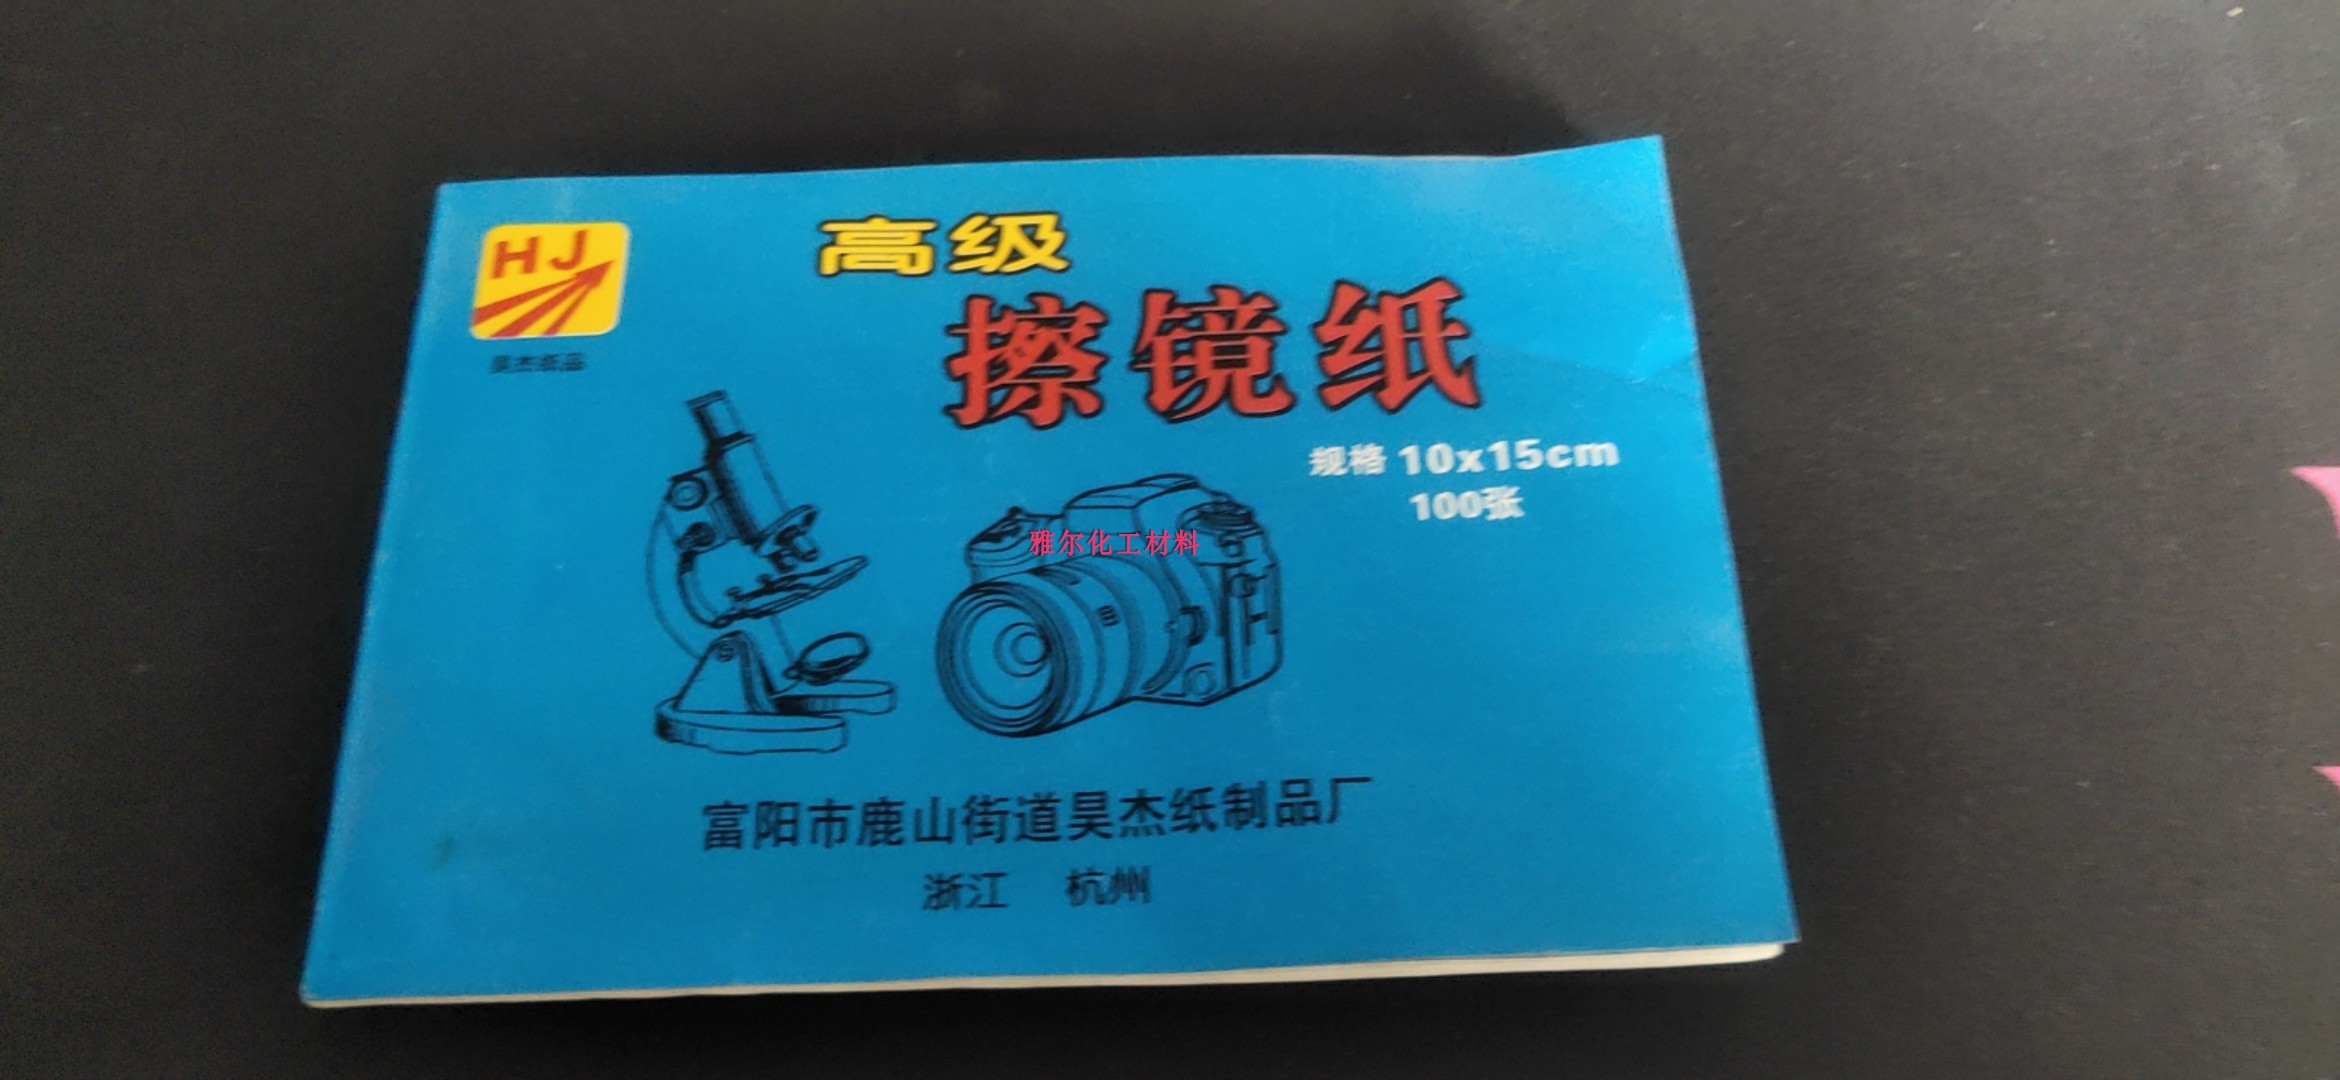 HJ
昊杰纸品
高级
擦镜纸
规格 10x15cm
100张
雅尔化工材料
富阳市鹿山街道昊杰纸制品厂
浙江 杭州